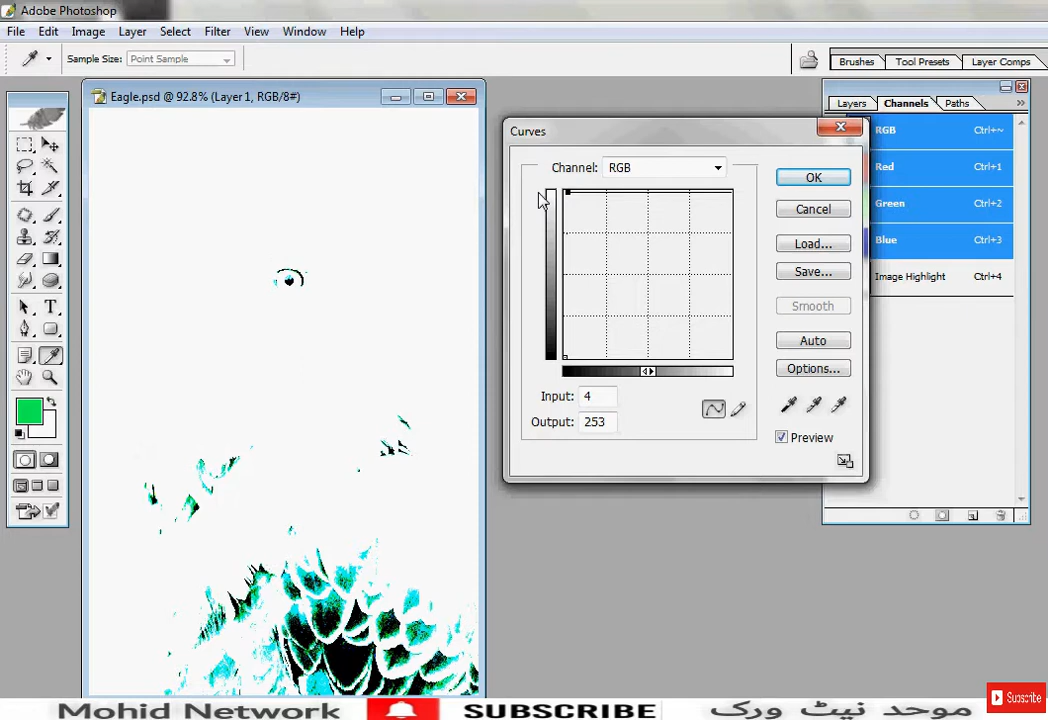 Adobe Photoshop
File Edit Image Layer Select Filter View Window Help
Sample Size: Point Sample
Brushes Tool Presets Layer Comps
Eagle.psd @ 92.8% (Layer 1, RGB/8#)
Layers Channels Paths
RGB Ctrl+~
Red Ctrl+1
Green Ctrl+2
Blue Ctrl+3
Image Highlight Ctrl+4
Curves
Channel: RGB
OK
Cancel
Load...
Save...
Smooth
Auto
Options...
Input: 4
Output: 253
Preview
T
Subscribe
Mohid Network SUBSCRIBE موحد نیٹ ورک